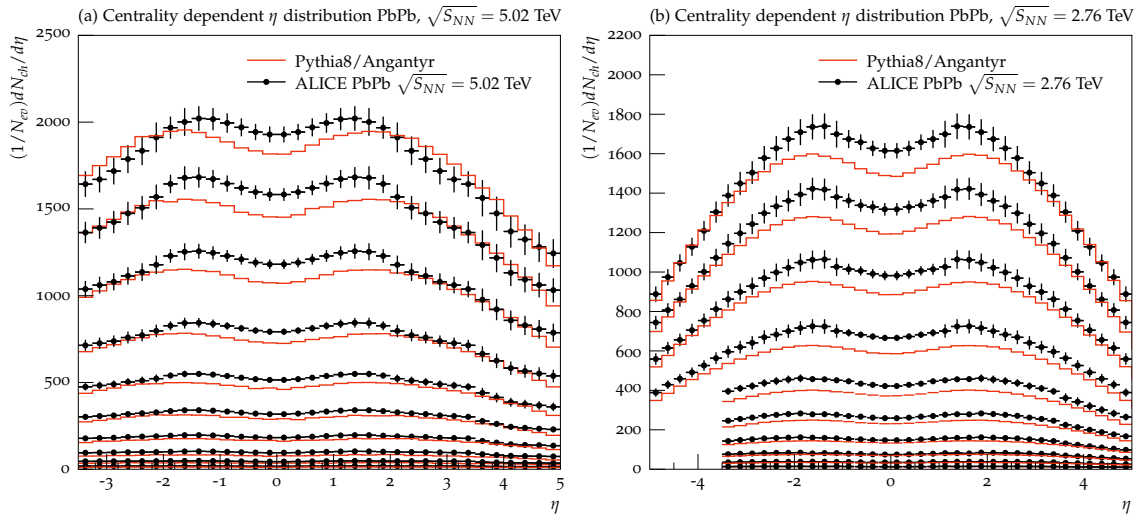 (a) Centrality dependent η distribution PbPb, √S_NN = 5.02 TeV
(1/N_ev)dN_ch/dη
2500
2000
1500
1000
500
0
Pythia8/Angantyr
ALICE PbPb √S_NN = 5.02 TeV
-3 -2 -1 0 1 2 3 4 5
η
(b) Centrality dependent η distribution PbPb, √S_NN = 2.76 TeV
(1/N_ev)dN_ch/dη
2200
2000
1800
1600
1400
1200
1000
800
600
400
200
0
Pythia8/Angantyr
ALICE PbPb √S_NN = 2.76 TeV
-4 -2 0 2 4
η